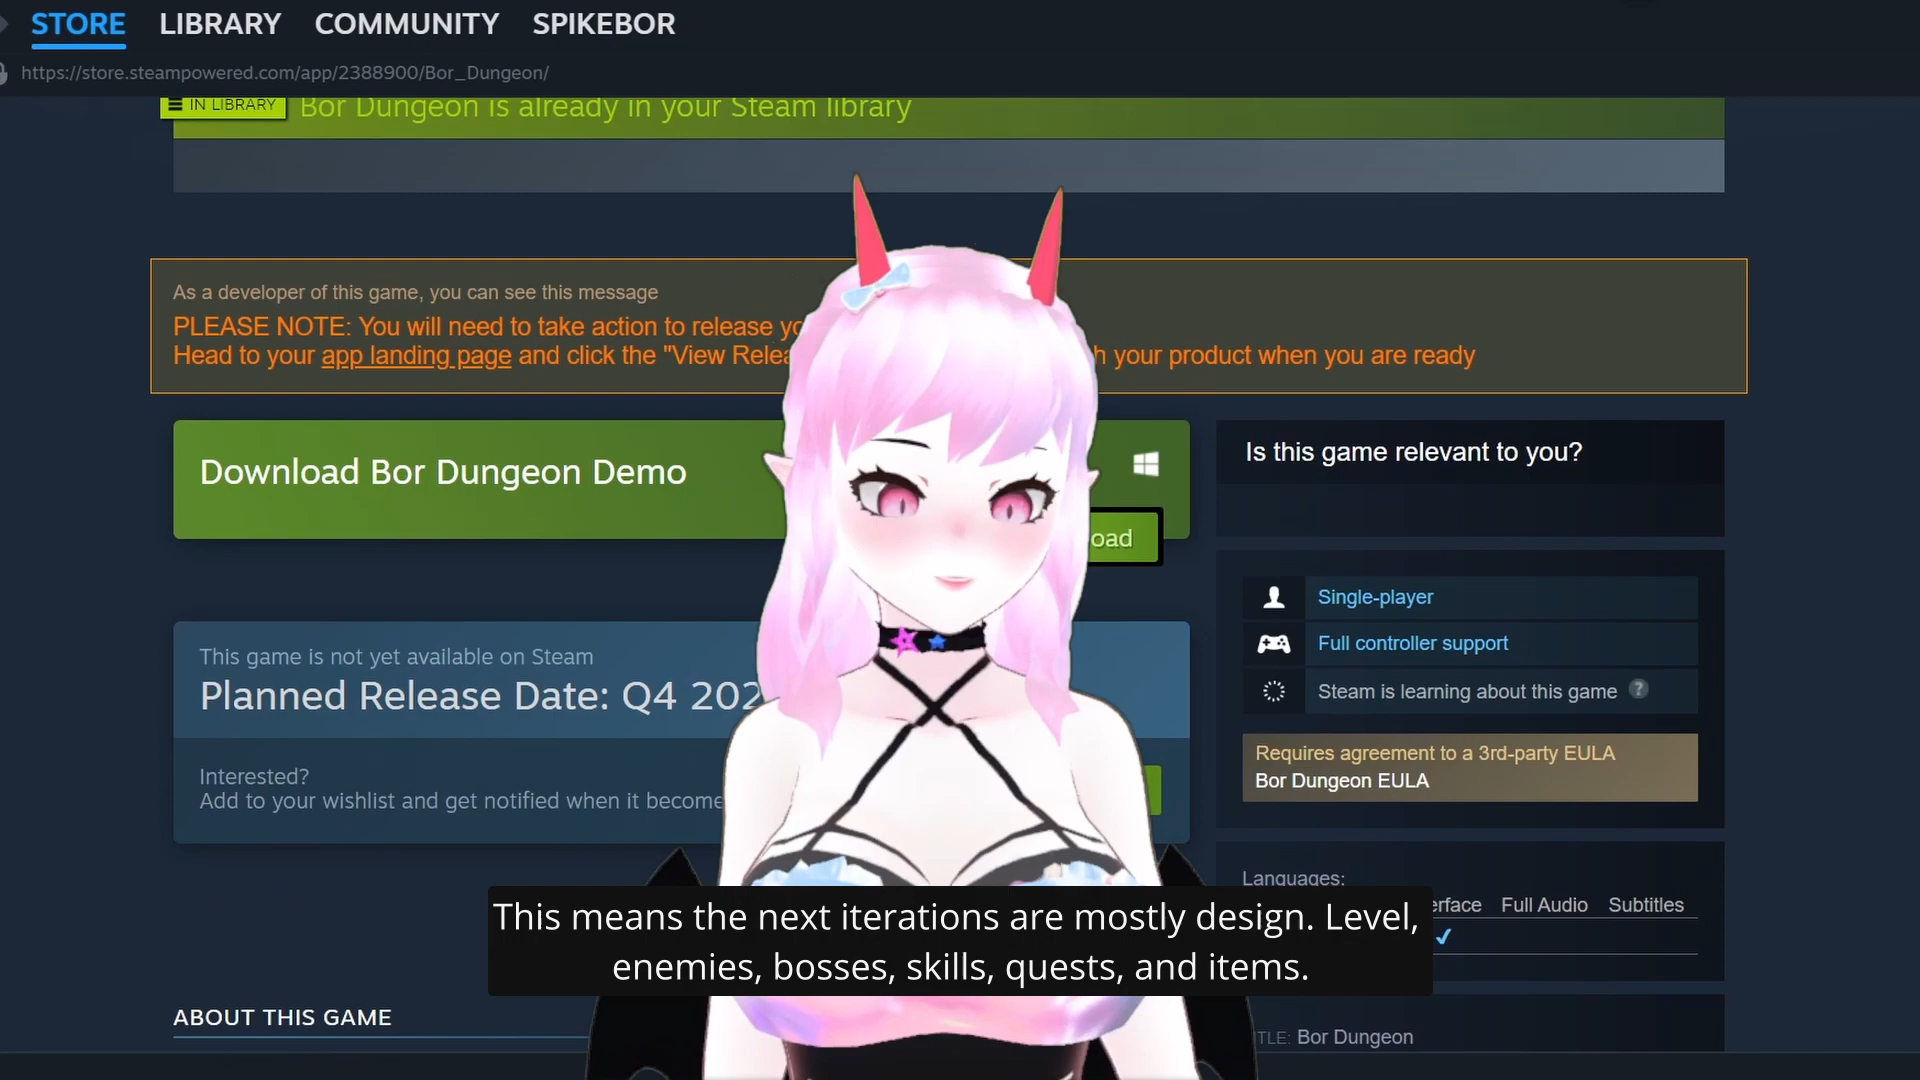 STORE LIBRARY COMMUNITY SPIKEBOR
https://store.steampowered.com/app/2388900/Bor_Dungeon/
IN LIBRARY Bor Dungeon is already in your Steam library
As a developer of this game, you can see this message
PLEASE NOTE: You will need to take action to release
Head to your app landing page and click the "View your product when you are ready
Download Bor Dungeon Demo
Is this game relevant to you?
Single-player
Full controller support
Steam is learning about this game ?
Requires agreement to a 3rd-party EULA
Bor Dungeon EULA
This game is not yet available on Steam
Planned Release Date: Q4
Interested?
Add to your wishlist and get notified when it
Languages:
Full Audio Subtitles
This means the next iterations are mostly design. Level,
enemies, bosses, skills, quests, and items.
ABOUT THIS GAME
Bor Dungeon